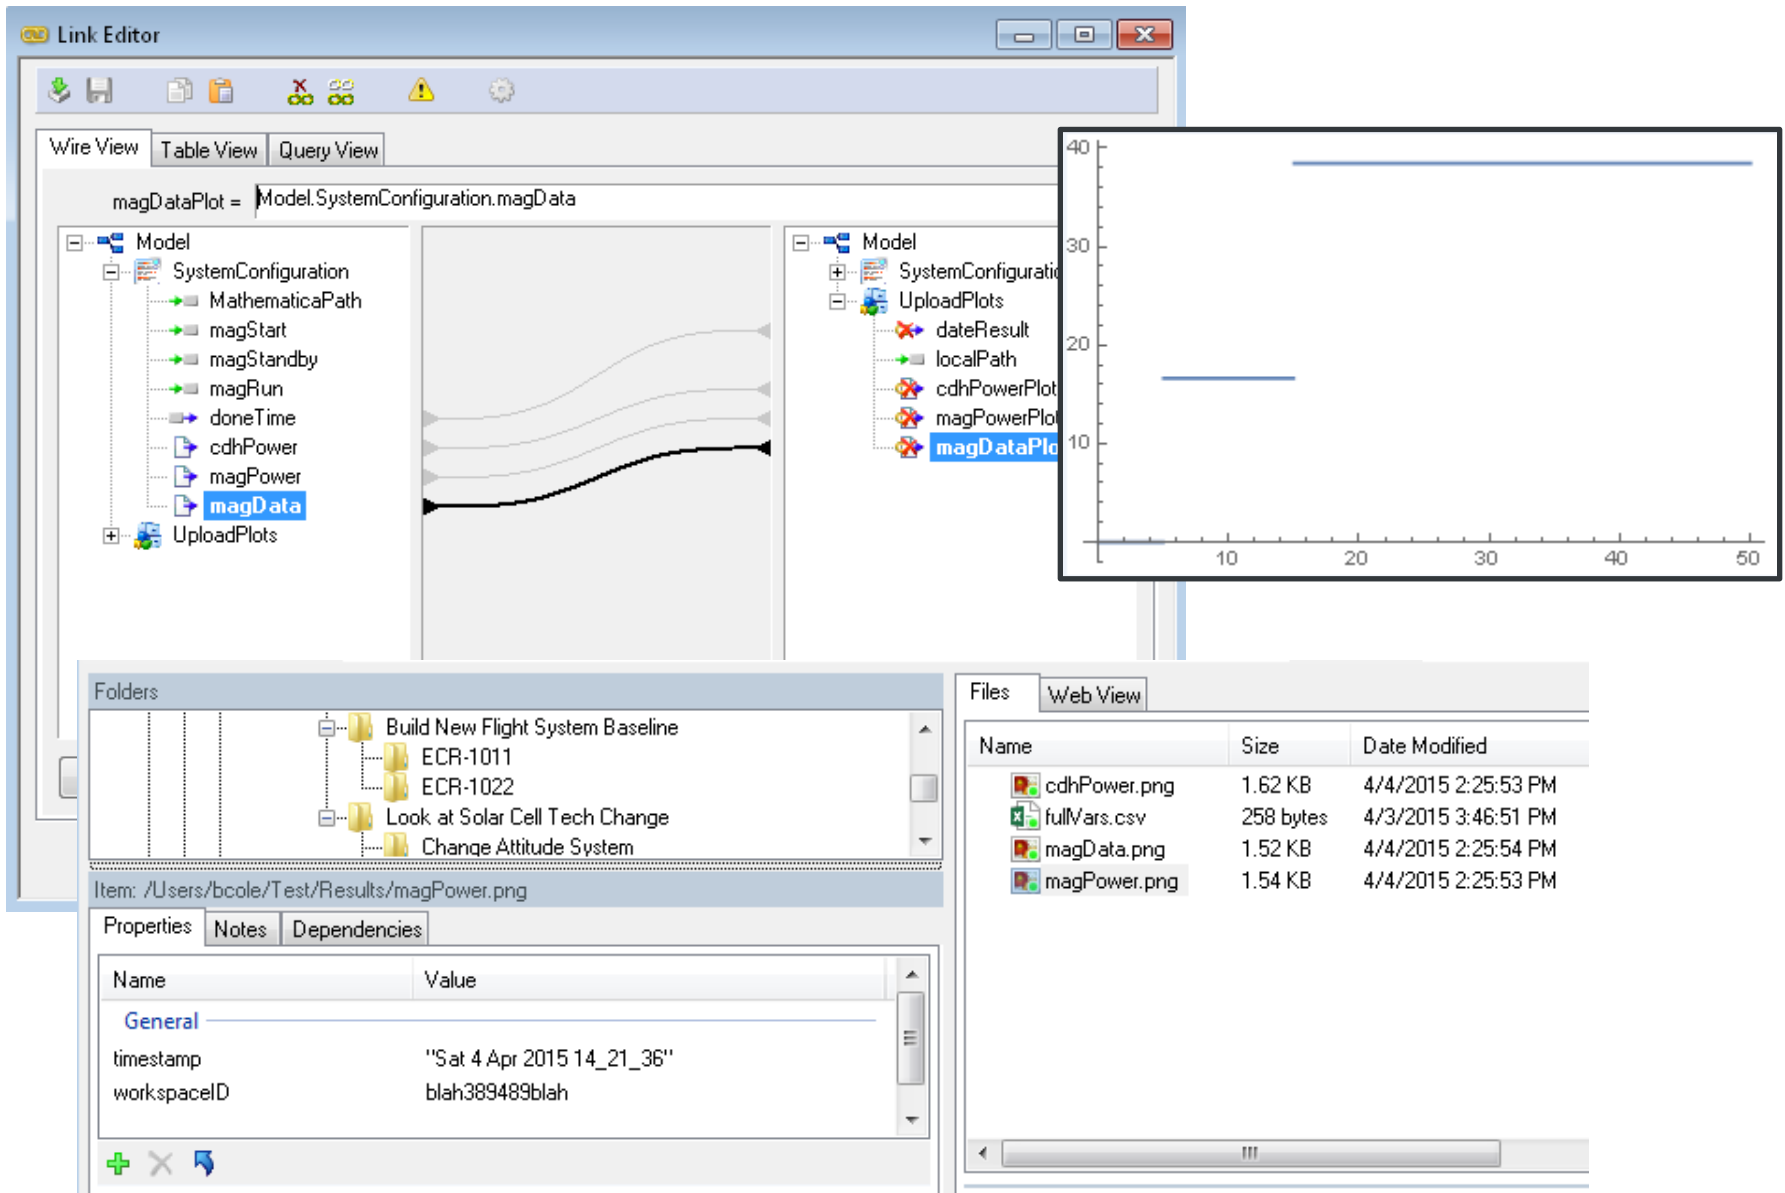 Link Editor
Wire View Table View Query View
magDataPlot = Model.SystemConfiguration.magData
Model
SystemConfiguration
MathematicaPath
magStart
magStandby
magRun
doneTime
cdhPower
magPower
magData
UploadPlots
Model
SystemConfiguratio
UploadPlots
dateResult
localPath
cdhPowerPlot
magPowerPlot
magDataPlo
40
30
20
10
10 20 30 40 50
Folders
Build New Flight System Baseline
ECR-1011
ECR-1022
Look at Solar Cell Tech Change
Change Attitude System
Item: /Users/bcole/Test/Results/magPower.png
Properties Notes Dependencies
Name Value
General
timestamp "Sat 4 Apr 2015 14_21_36"
workspaceID blah389489blah
Files Web View
Name Size Date Modified
cdhPower.png 1.62 KB 4/4/2015 2:25:53 PM
fullVars.csv 258 bytes 4/3/2015 3:46:51 PM
magData.png 1.52 KB 4/4/2015 2:25:54 PM
magPower.png 1.54 KB 4/4/2015 2:25:53 PM